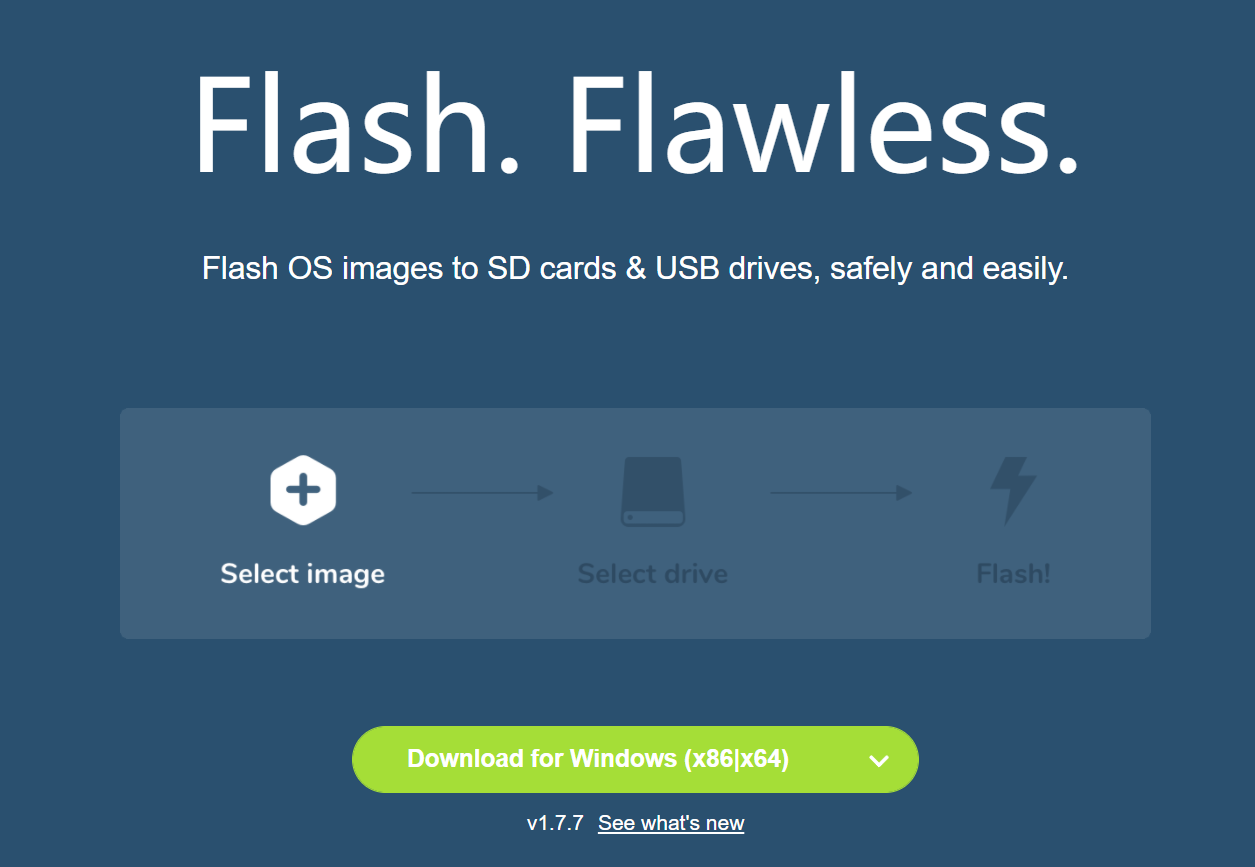 Flash. Flawless.
Flash OS images to SD cards & USB drives, safely and easily.
Select image
Select drive
Flash!
Download for Windows (x86|x64)
v1.7.7 See what's new